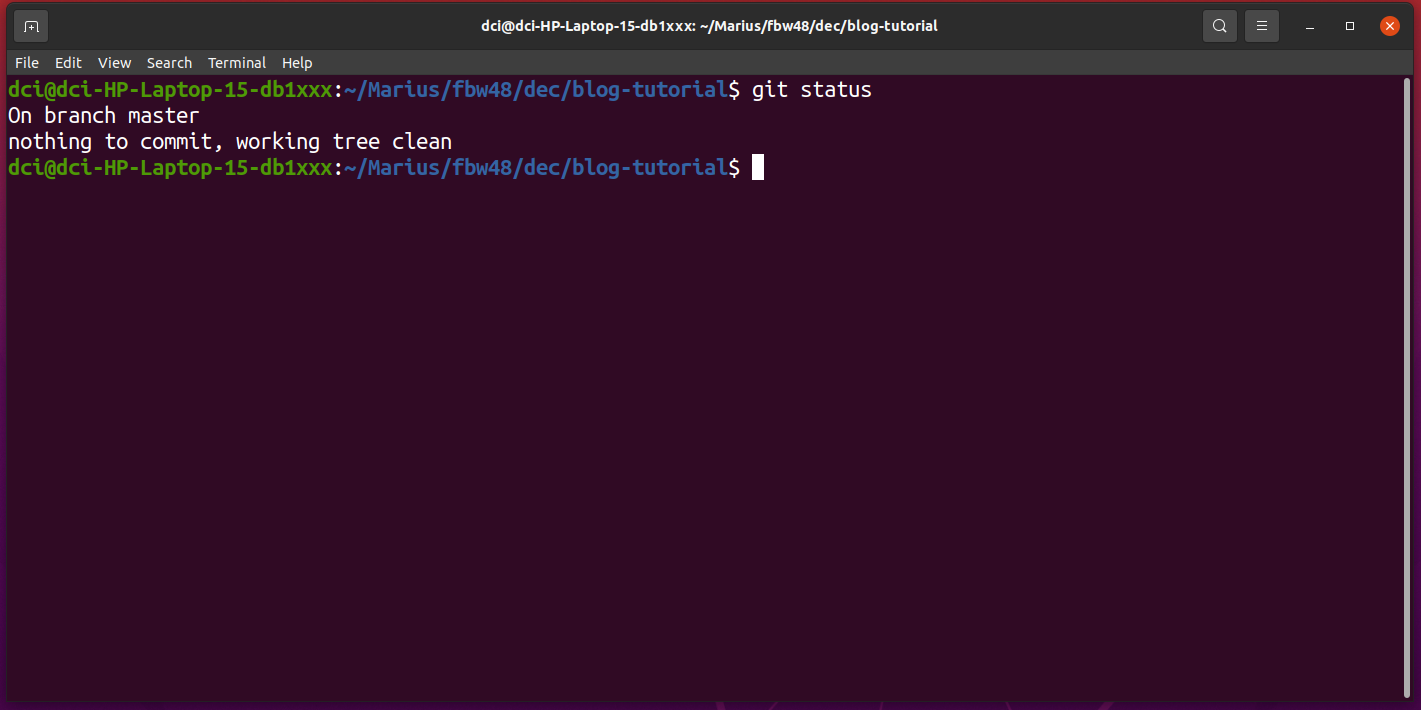 dci@dci-HP-Laptop-15-db1xxx: ~/Marius/fbw48/dec/blog-tutorial
File Edit View Search Terminal Help
dci@dci-HP-Laptop-15-db1xxx:~/Marius/fbw48/dec/blog-tutorial$ git status
On branch master
nothing to commit, working tree clean
dci@dci-HP-Laptop-15-db1xxx:~/Marius/fbw48/dec/blog-tutorial$